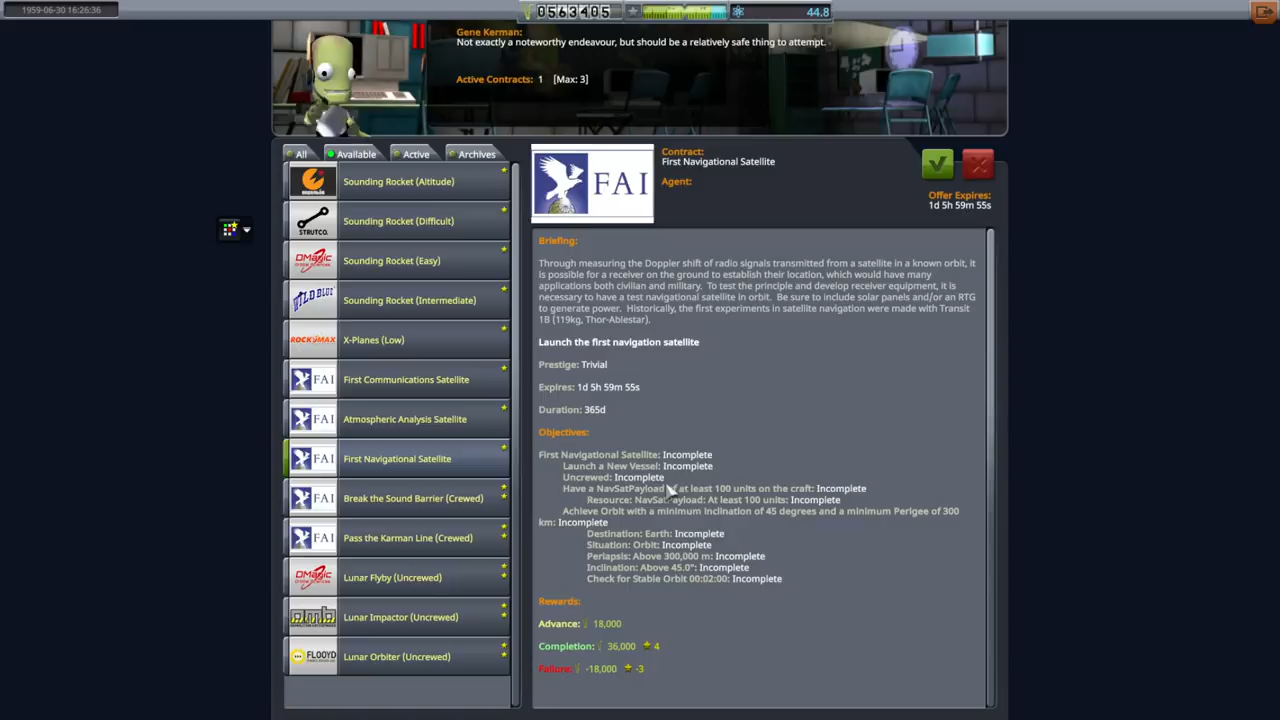 1959-06-30 16:26:36
0563405
44.8
Gene Kerman:
Not exactly a noteworthy endeavour, but should be a relatively safe thing to attempt.
Active Contracts: 1 [Max: 3]
All
Available
Active
Archives
Sounding Rocket (Altitude)
STRUTCO.
Sounding Rocket (Difficult)
DMagic
Sounding Rocket (Easy)
WILD BLUE
Sounding Rocket (Intermediate)
ROCKOMAX
X-Planes (Low)
FAI
First Communications Satellite
FAI
Atmospheric Analysis Satellite
FAI
First Navigational Satellite
FAI
Break the Sound Barrier (Crewed)
FAI
Pass the Karman Line (Crewed)
DMagic
Lunar Flyby (Uncrewed)
Lunar Impactor (Uncrewed)
FLOOYD
Lunar Orbiter (Uncrewed)
FAI
Contract:
First Navigational Satellite
Agent:
Offer Expires:
1d 5h 59m 55s
Briefing:
Through measuring the Doppler shift of radio signals transmitted from a satellite in a known orbit, it
is possible for a receiver on the ground to establish their location, which would have many
applications both civilian and military. To test the principle and develop receiver equipment, it is
necessary to have a test navigational satellite in orbit. Be sure to include solar panels and/or an RTG
to generate power. Historically, the first experiments in satellite navigation were made with Transit
1B (119kg, Thor-Ablestar).
Launch the first navigation satellite
Prestige: Trivial
Expires: 1d 5h 59m 55s
Duration: 365d
Objectives:
First Navigational Satellite: Incomplete
Launch a New Vessel: Incomplete
Uncrewed: Incomplete
Have a NavSatPayload of at least 100 units on the craft: Incomplete
Resource: NavSatPayload: At least 100 units: Incomplete
Achieve Orbit with a minimum Inclination of 45 degrees and a minimum Perigee of 300
km: Incomplete
Destination: Earth: Incomplete
Situation: Orbit: Incomplete
Periapsis: Above 300,000 m: Incomplete
Inclination: Above 45.0°: Incomplete
Check for Stable Orbit 00:02:00: Incomplete
Rewards:
Advance: 18,000
Completion: 36,000 4
Failure: -18,000 -3